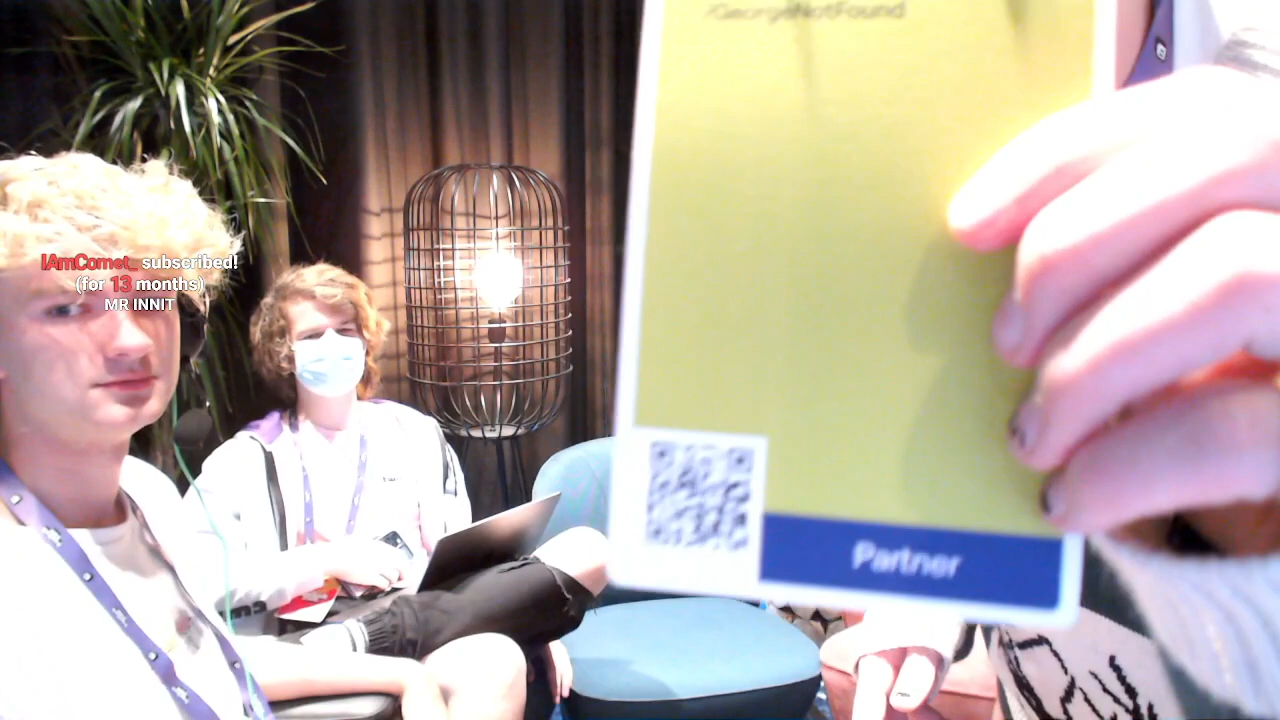 /GeorgeNotFound
IAmComet_ subscribed!
(for 13 months)
MR INNIT
Partner